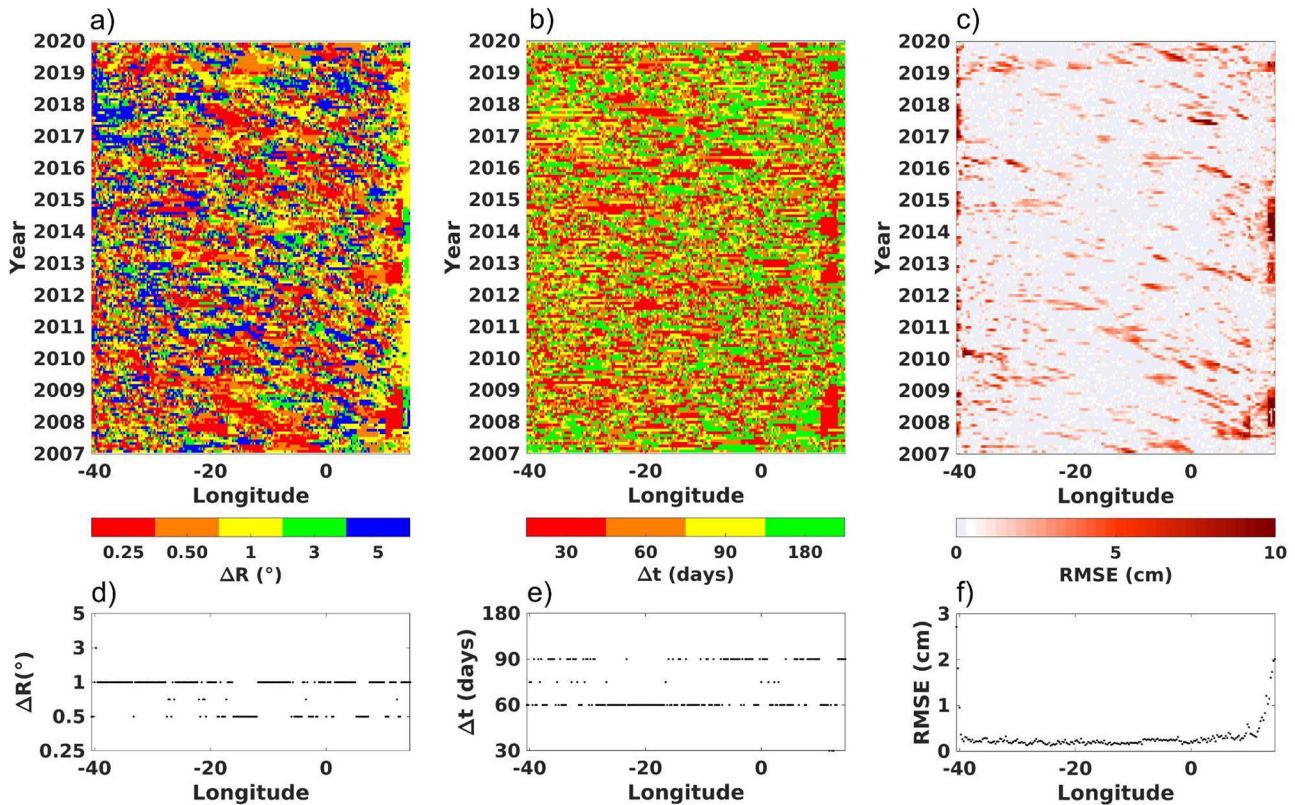 a)
2020
2019
2018
2017
2016
2015
2014
2013
2012
2011
2010
2009
2008
2007
Year
-40 -20 0
Longitude
0.25 0.50 1 3 5
ΔR (°)
b)
2020
2019
2018
2017
2016
2015
2014
2013
2012
2011
2010
2009
2008
2007
Year
-40 -20 0
Longitude
30 60 90 180
Δt (days)
c)
2020
2019
2018
2017
2016
2015
2014
2013
2012
2011
2010
2009
2008
2007
Year
-40 -20 0
Longitude
0 5 10
RMSE (cm)
d)
5
3
1
0.5
0.25
ΔR(°)
-40 -20 0
Longitude
e)
180
90
60
30
Δt (days)
-40 -20 0
Longitude
f)
3
2
1
0
RMSE (cm)
-40 -20 0
Longitude